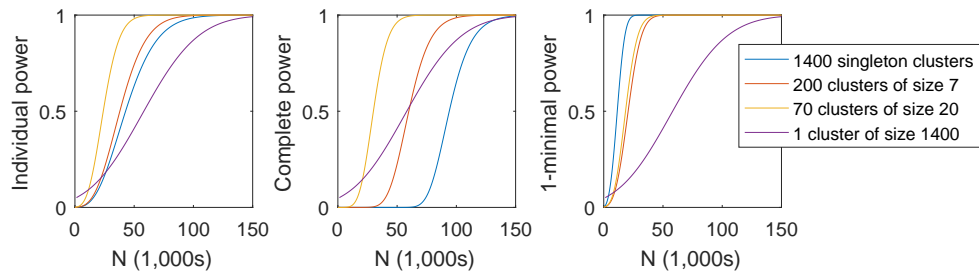 Individual power
1
0.5
0
0 50 100 150
N (1,000s)
Complete power
1
0.5
0
0 50 100 150
N (1,000s)
1-minimal power
1
0.5
0
0 50 100 150
N (1,000s)
1400 singleton clusters
200 clusters of size 7
70 clusters of size 20
1 cluster of size 1400